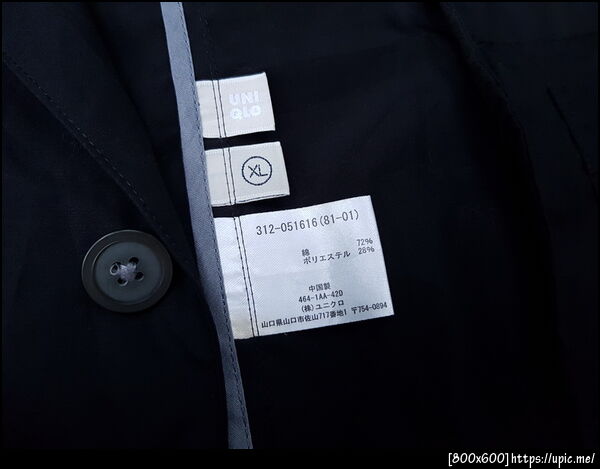 UNI
QLO
XL
312-051616(81-01)
綿 72%
ポリエステル 28%
中国製
464-1AA-42D
(株)ユニクロ
山口県山口市佐山717番地1 〒754-0894
[800x600]https://upic.me/